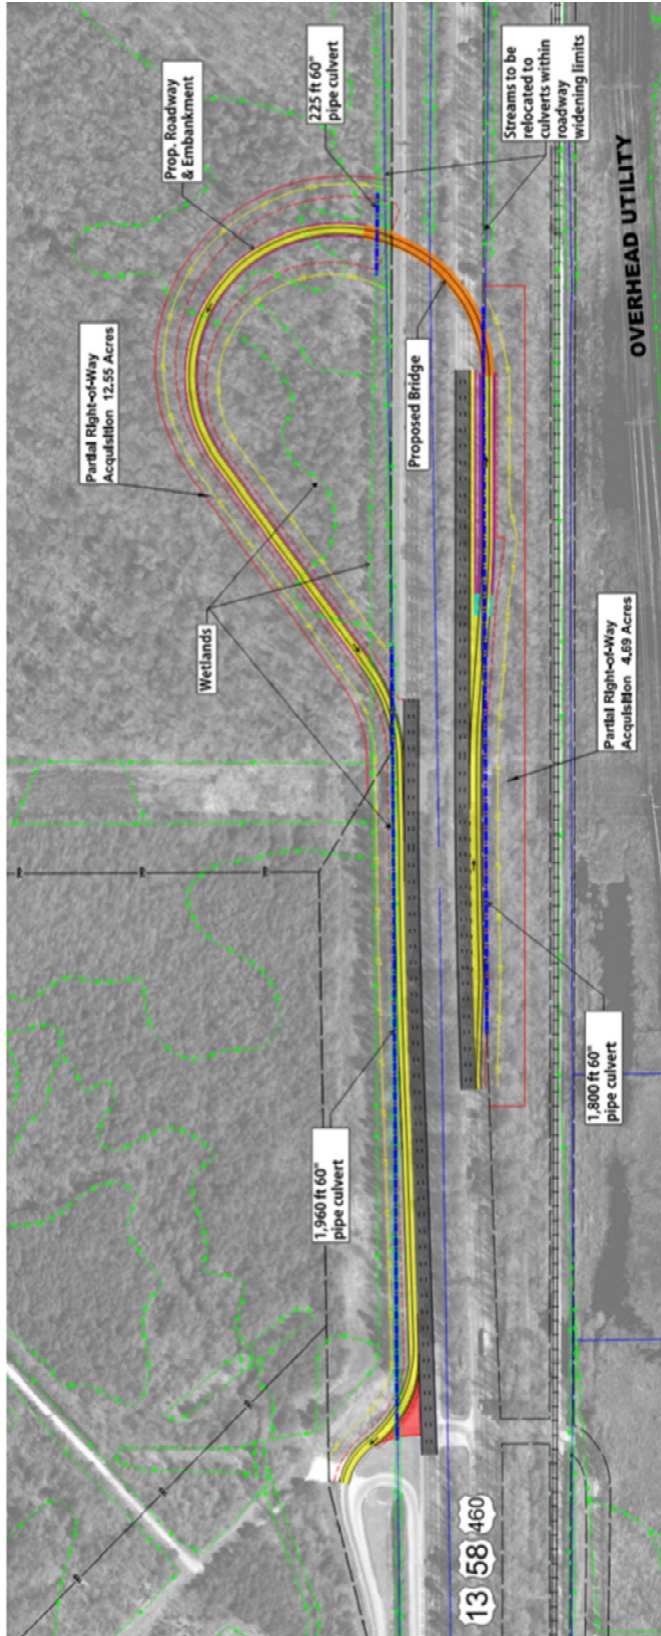 Prop. Roadway
& Embankment
225 ft 60"
pipe culvert
Streams to be
relocated to
culverts within
roadway
widening limits
OVERHEAD UTILITY
Partial Right-of-Way
Acquisition 12.55 Acres
Proposed Bridge
Wetlands
Partial Right-of-Way
Acquisition 4.69 Acres
1,960 ft 60"
pipe culvert
1,800 ft 60"
pipe culvert
13 58 460